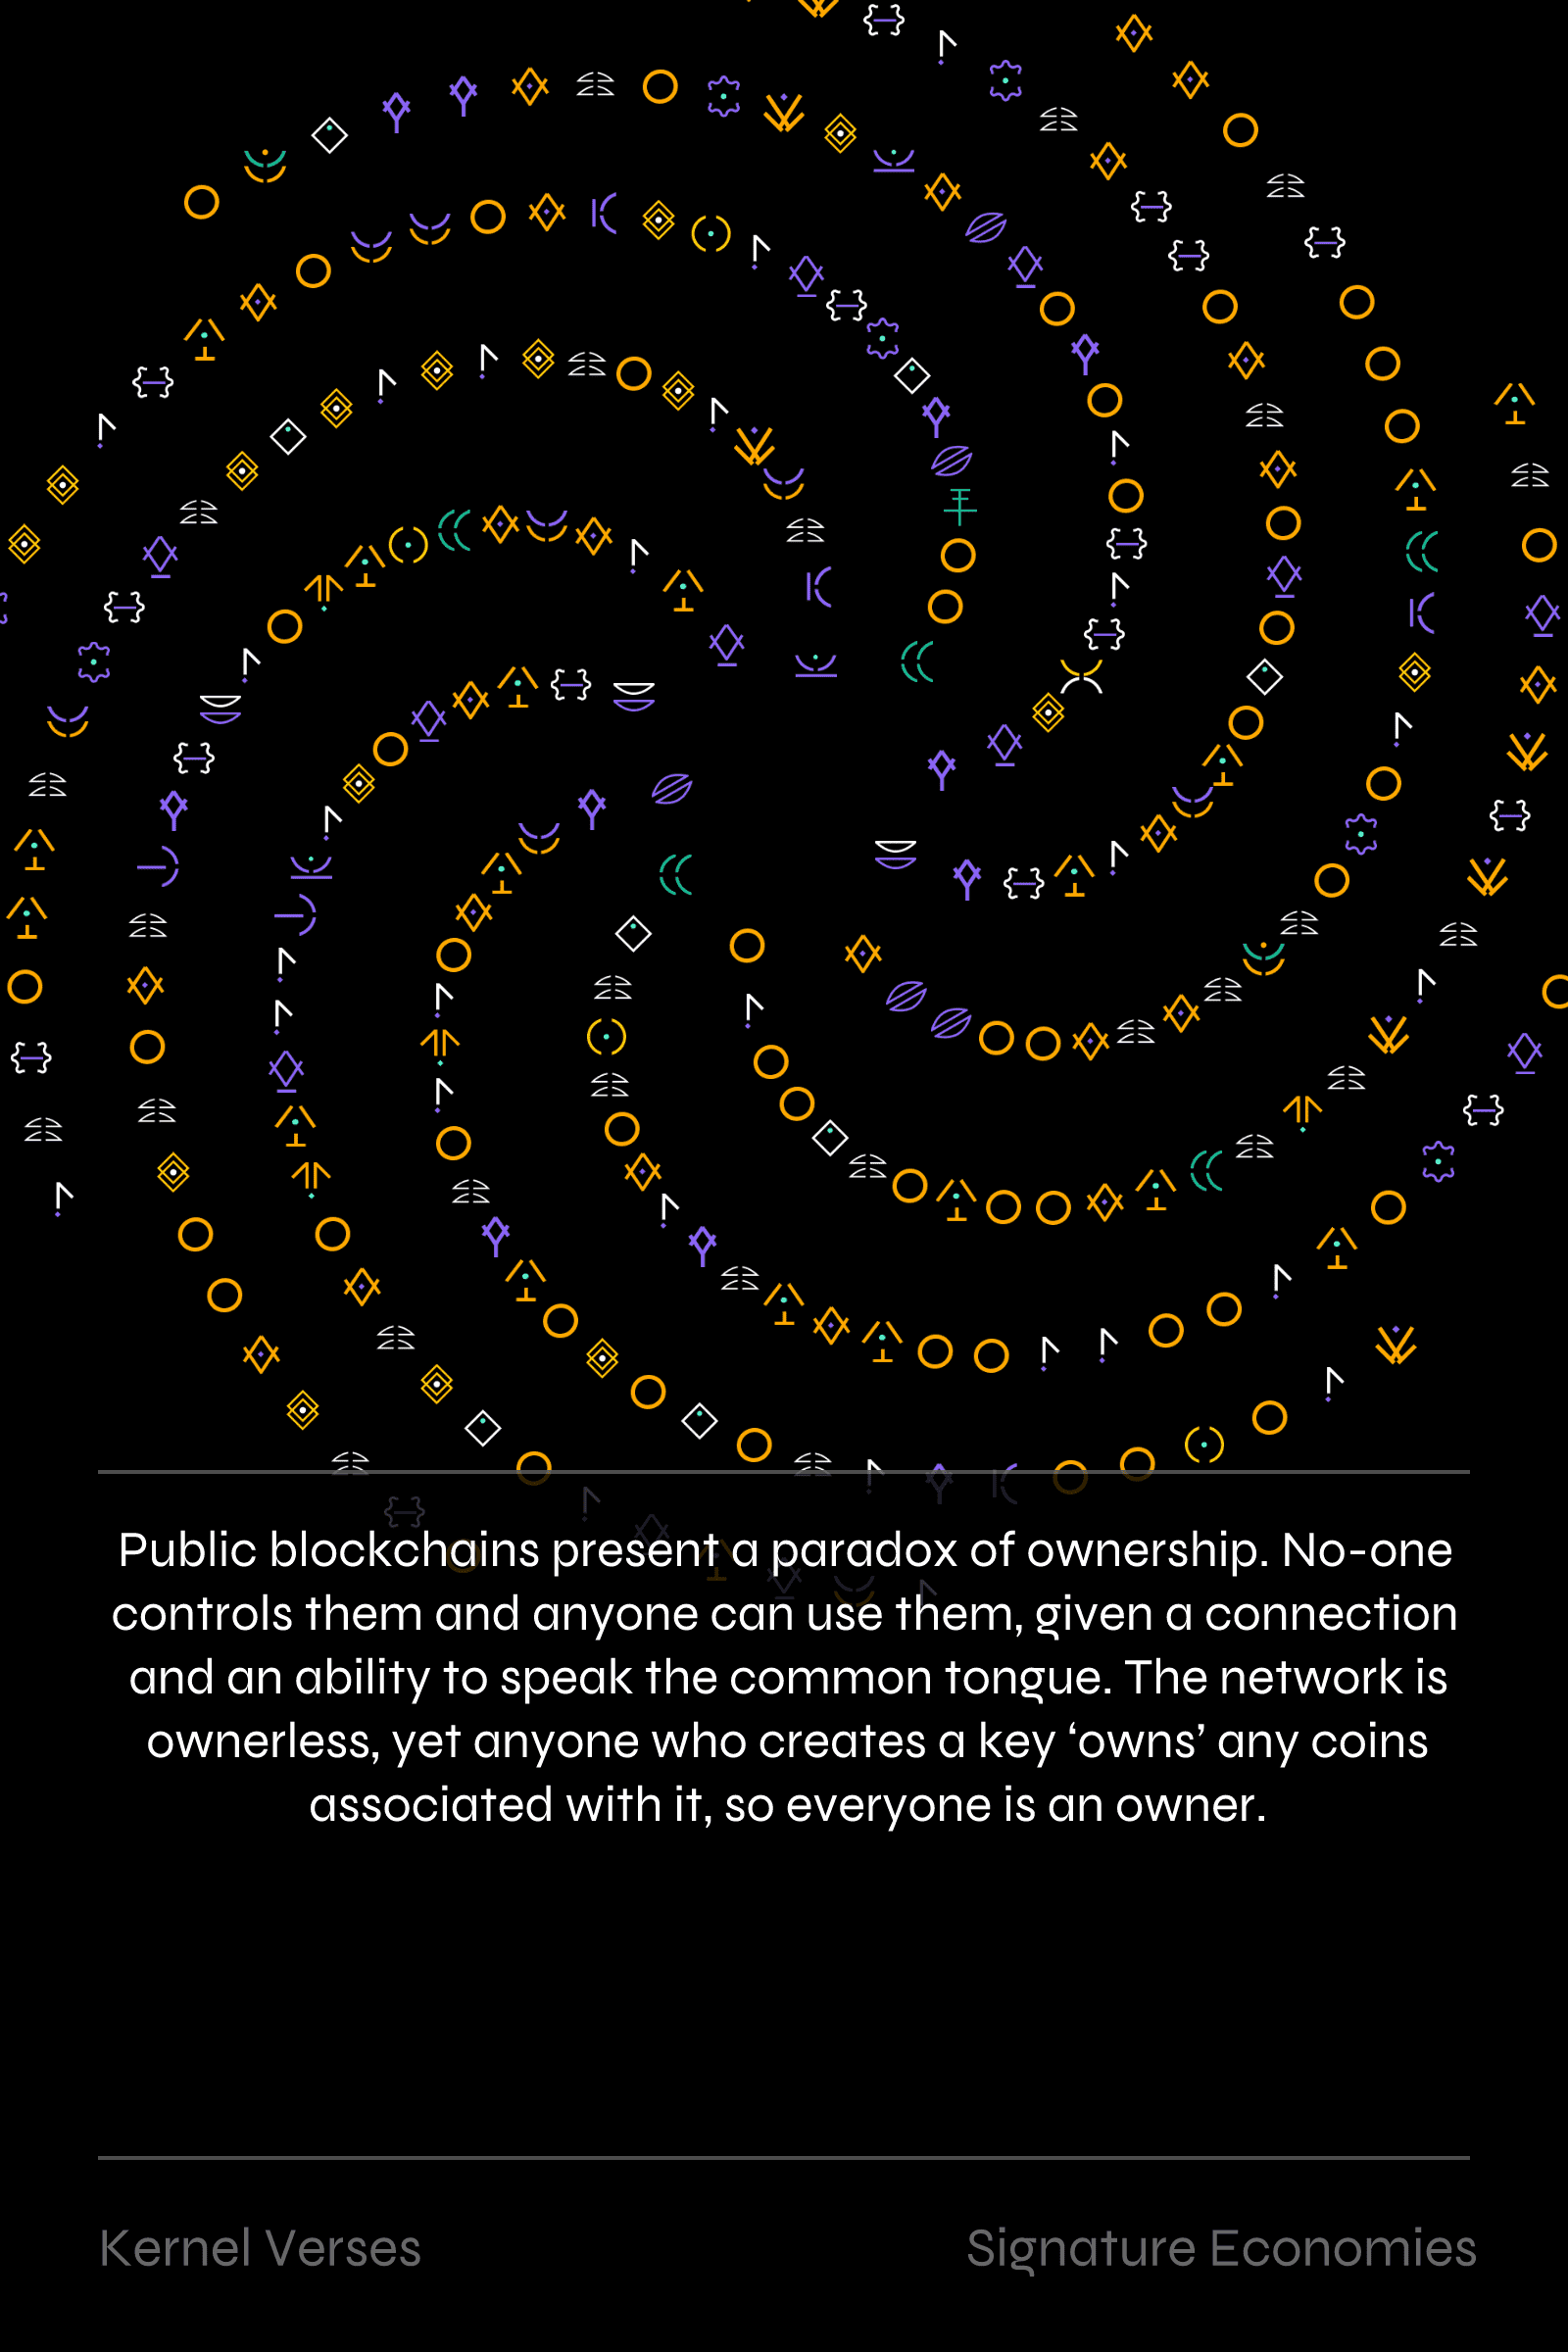 Public blockchains present a paradox of ownership. No-one
controls them and anyone can use them, given a connection
and an ability to speak the common tongue. The network is
ownerless, yet anyone who creates a key ‘owns’ any coins
associated with it, so everyone is an owner.
Kernel Verses
Signature Economies